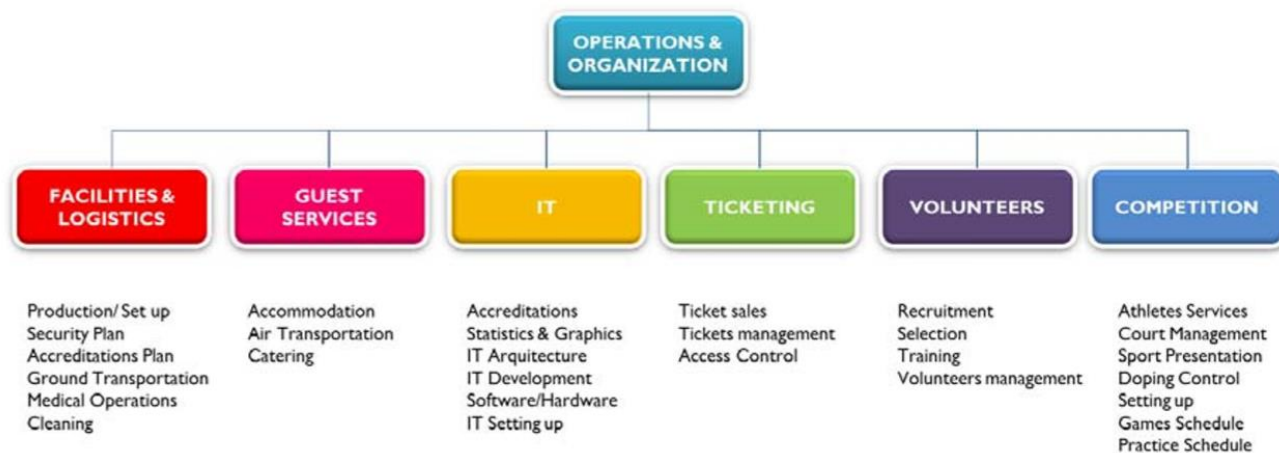 OPERATIONS &
ORGANIZATION
FACILITIES &
LOGISTICS
GUEST
SERVICES
IT
TICKETING
VOLUNTEERS
COMPETITION
Production/ Set up
Security Plan
Accreditations Plan
Ground Transportation
Medical Operations
Cleaning
Accommodation
Air Transportation
Catering
Accreditations
Statistics & Graphics
IT Arquitecture
IT Development
Software/Hardware
IT Setting up
Ticket sales
Tickets management
Access Control
Recruitment
Selection
Training
Volunteers management
Athletes Services
Court Management
Sport Presentation
Doping Control
Setting up
Games Schedule
Practice Schedule